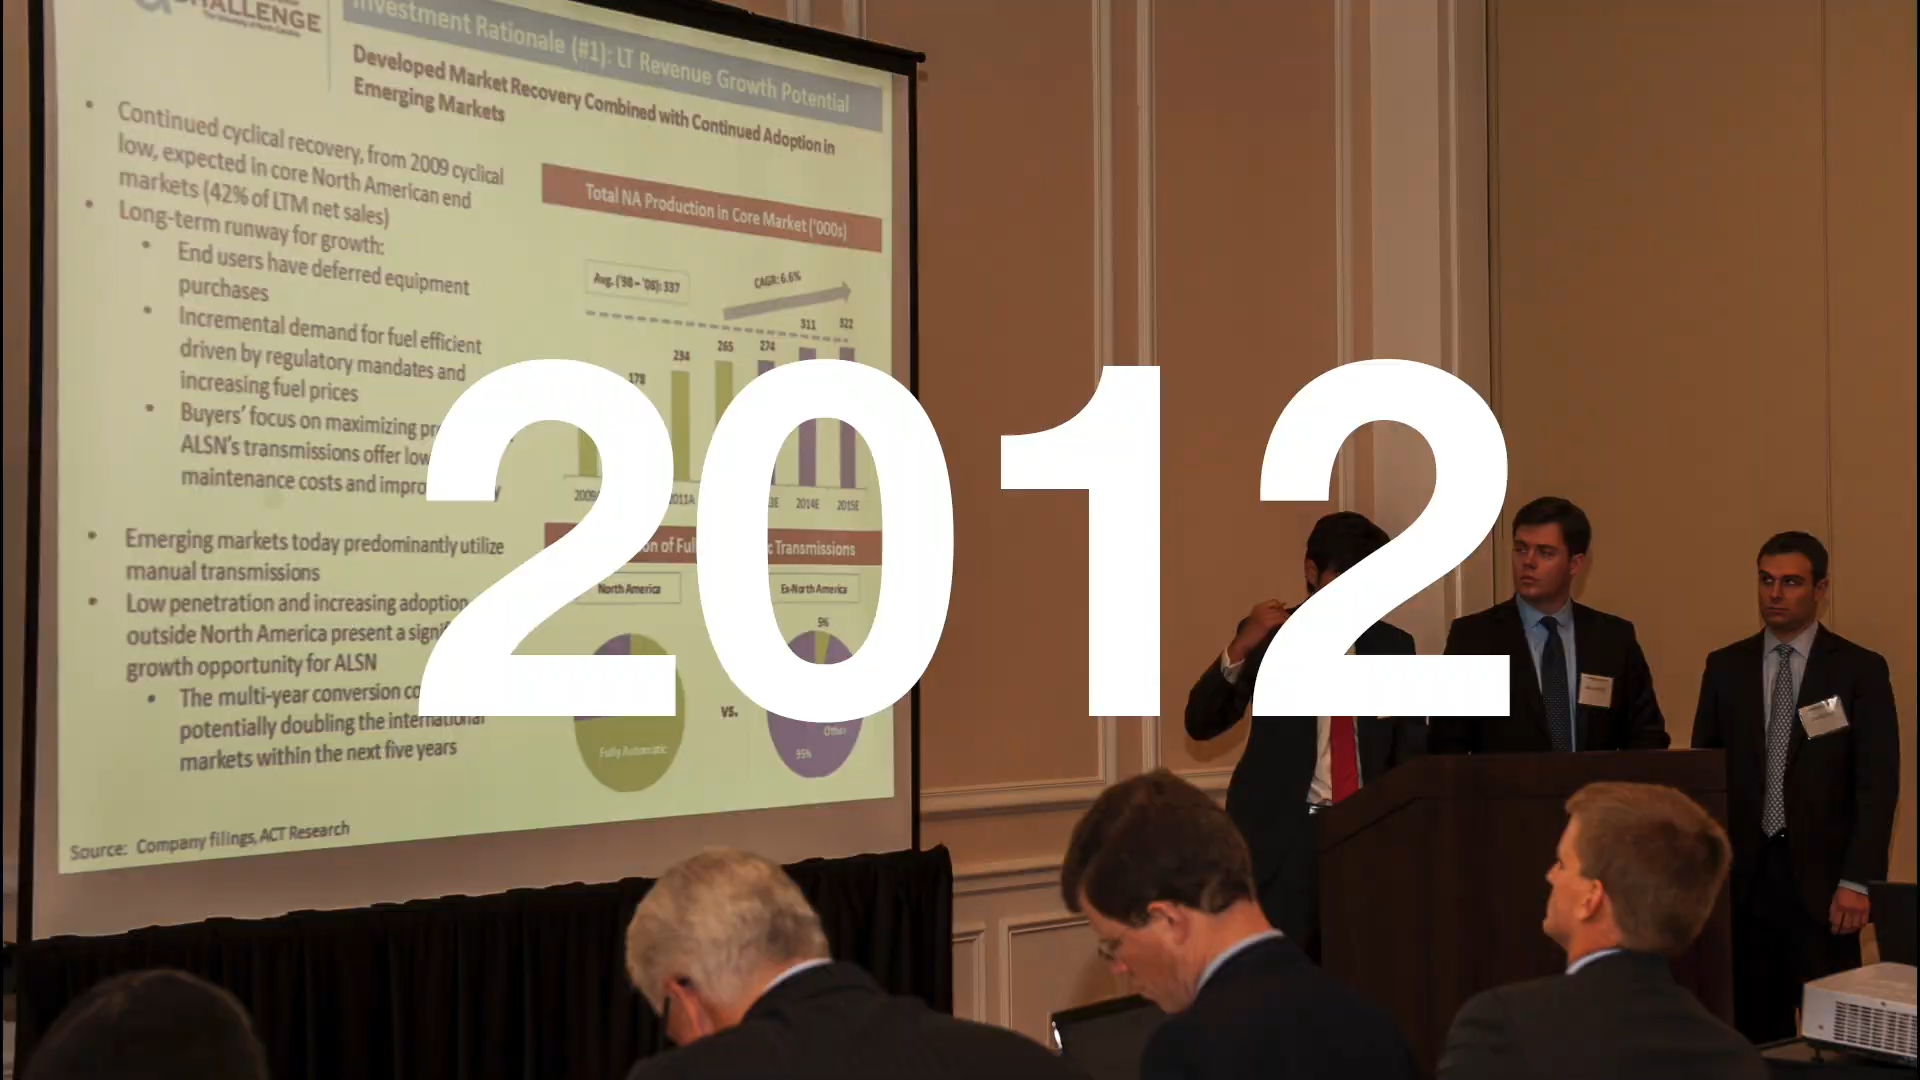 CHALLENGE
The University of North Carolina
Investment Rationale (#1): LT Revenue Growth Potential
Developed Market Recovery Combined with Continued Adoption in
Emerging Markets
• Continued cyclical recovery, from 2009 cyclical
low, expected in core North American end
markets (42% of LTM net sales)
• Long-term runway for growth:
• End users have deferred equipment
purchases
• Incremental demand for fuel efficient
driven by regulatory mandates and
increasing fuel prices
• Buyers' focus on maximizing
ALSN's transmissions offer
maintenance costs and
• Emerging markets today predominantly utilize
manual transmissions
• Low penetration and increasing adoption
outside North America present a
growth opportunity for ALSN
• The multi-year conversion
potentially doubling the international
markets within the next five years
Source: Company filings, ACT Research
Total NA Production in Core Market ('000s)
Avg. ('98 – '08): 337
CAGR: 6.6%
178 234 265 274 311 322
2009 2011A 2014E 2015E
of Transmissions
North America
Ex-North America
Fully Automatic
vs.
5%
Other
95%
2012